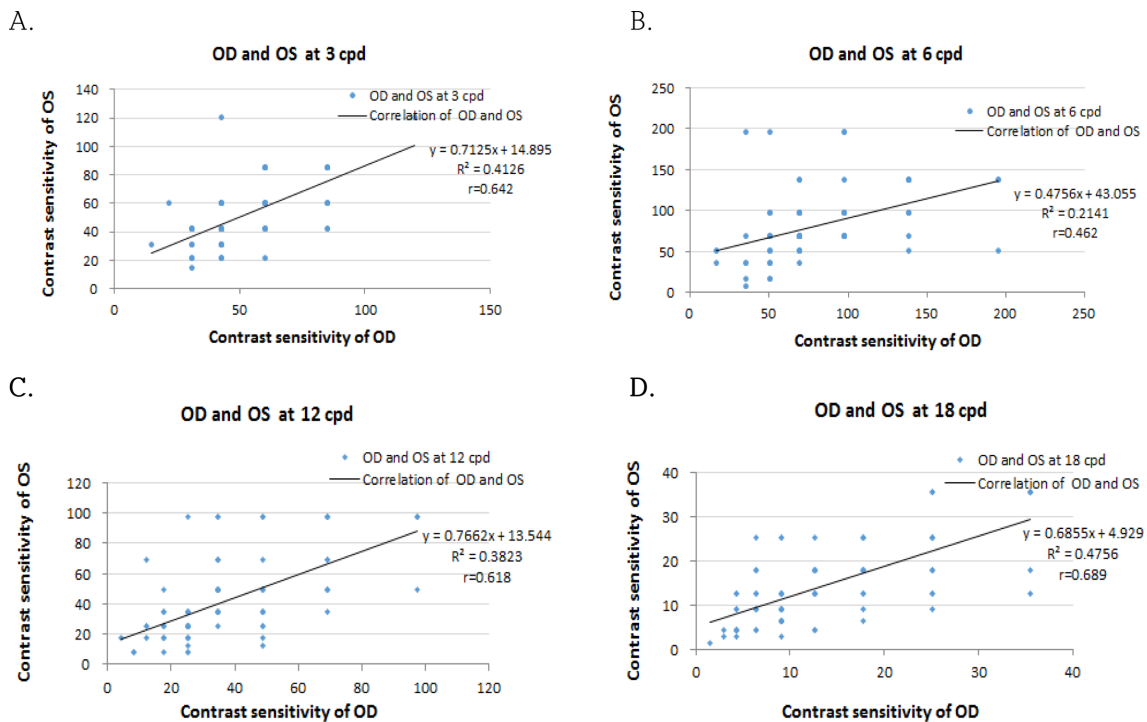 A.
OD and OS at 3 cpd
Contrast sensitivity of OS
140
120
100
80
60
40
20
0
OD and OS at 3 cpd
Correlation of OD and OS
y = 0.7125x + 14.895
R² = 0.4126
r=0.642
0 50 100 150
Contrast sensitivity of OD
B.
OD and OS at 6 cpd
Contrast sensitivity of OS
250
200
150
100
50
0
OD and OS at 6 cpd
Correlation of OD and OS
y = 0.4756x + 43.055
R² = 0.2141
r=0.462
0 50 100 150 200 250
Contrast sensitivity of OD
C.
OD and OS at 12 cpd
Contrast sensitivity of OS
120
100
80
60
40
20
0
OD and OS at 12 cpd
Correlation of OD and OS
y = 0.7662x + 13.544
R² = 0.3823
r=0.618
0 20 40 60 80 100 120
Contrast sensitivity of OD
D.
OD and OS at 18 cpd
Contrast sensitivity of OS
40
30
20
10
0
OD and OS at 18 cpd
Correlation of OD and OS
y = 0.6855x + 4.929
R² = 0.4756
r=0.689
0 10 20 30 40
Contrast sensitivity of OD